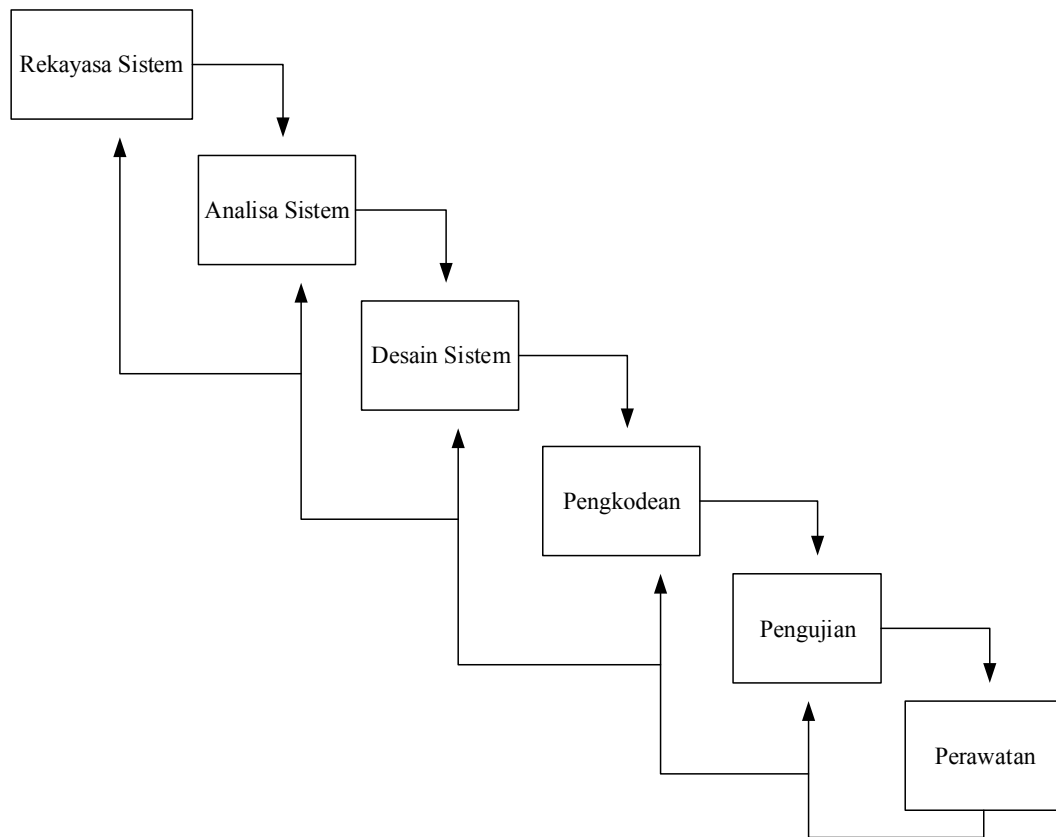 Rekayasa Sistem
Analisa Sistem
Desain Sistem
Pengkodean
Pengujian
Perawatan